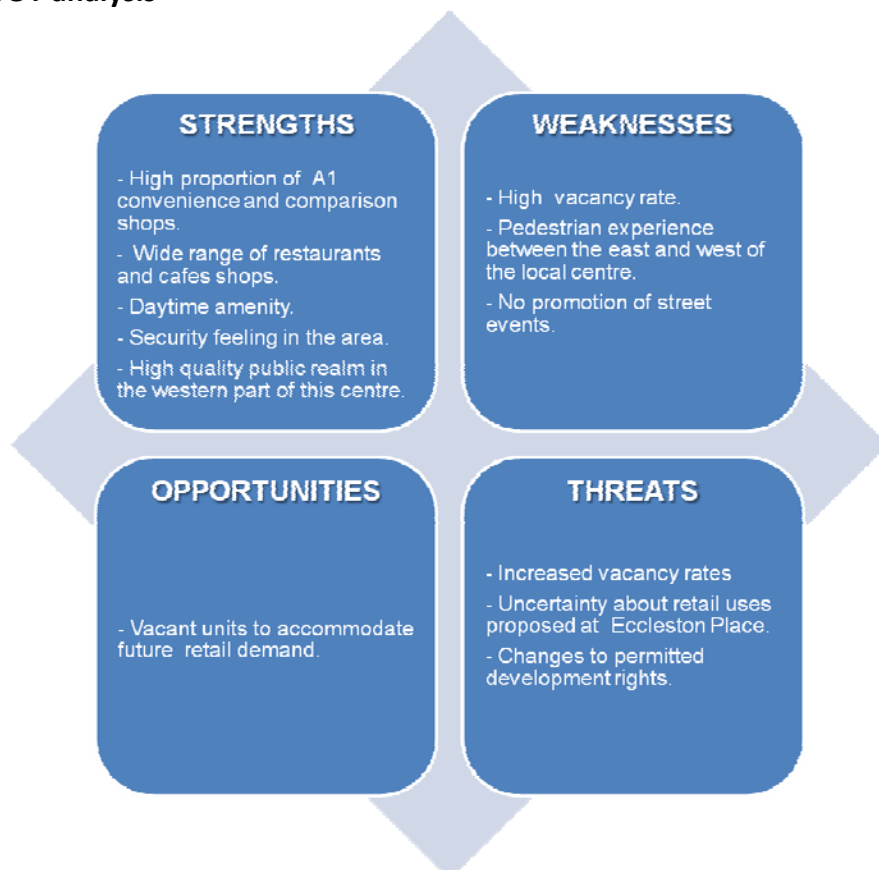 STRENGTHS
- High proportion of A1
convenience and comparison
shops.
- Wide range of restaurants
and cafes shops.
- Daytime amenity.
- Security feeling in the area.
- High quality public realm in
the western part of this centre.
WEAKNESSES
- High vacancy rate.
- Pedestrian experience
between the east and west of
the local centre.
- No promotion of street
events.
OPPORTUNITIES
- Vacant units to accommodate
future retail demand.
THREATS
- Increased vacancy rates
- Uncertainty about retail uses
proposed at Eccleston Place.
- Changes to permitted
development rights.